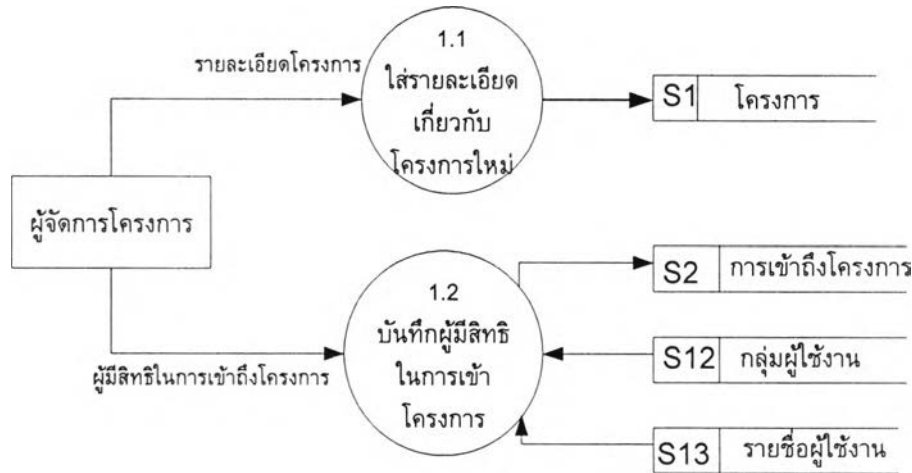 1.1
ใส่รายละเอียด
เกี่ยวกับ
โครงการใหม่
รายละเอียดโครงการ
S1 โครงการ
ผู้จัดการโครงการ
S2 การเข้าถึงโครงการ
1.2
บันทึกผู้มีสิทธิ
ในการเข้า
โครงการ
ผู้มีสิทธิในการเข้าถึงโครงการ
S12 กลุ่มผู้ใช้งาน
S13 รายชื่อผู้ใช้งาน